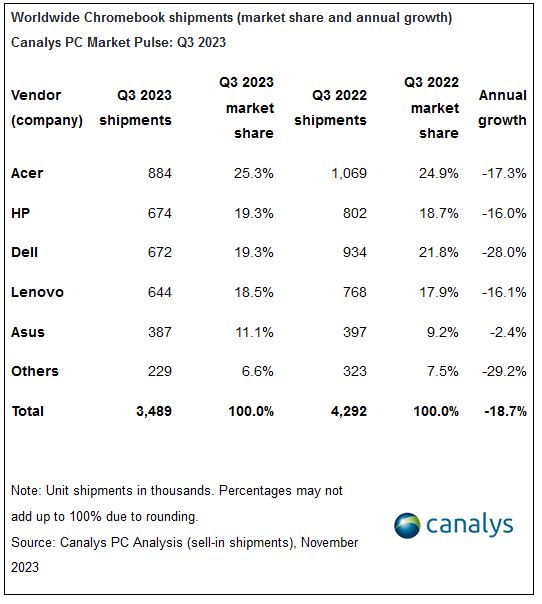 Worldwide Chromebook shipments (market share and annual growth)
Canalys PC Market Pulse: Q3 2023
Vendor (company) Q3 2023 shipments Q3 2023 market share Q3 2022 shipments Q3 2022 market share Annual growth
Acer 884 25.3% 1,069 24.9% -17.3%
HP 674 19.3% 802 18.7% -16.0%
Dell 672 19.3% 934 21.8% -28.0%
Lenovo 644 18.5% 768 17.9% -16.1%
Asus 387 11.1% 397 9.2% -2.4%
Others 229 6.6% 323 7.5% -29.2%
Total 3,489 100.0% 4,292 100.0% -18.7%
Note: Unit shipments in thousands. Percentages may not
add up to 100% due to rounding.
Source: Canalys PC Analysis (sell-in shipments), November
2023
canalys